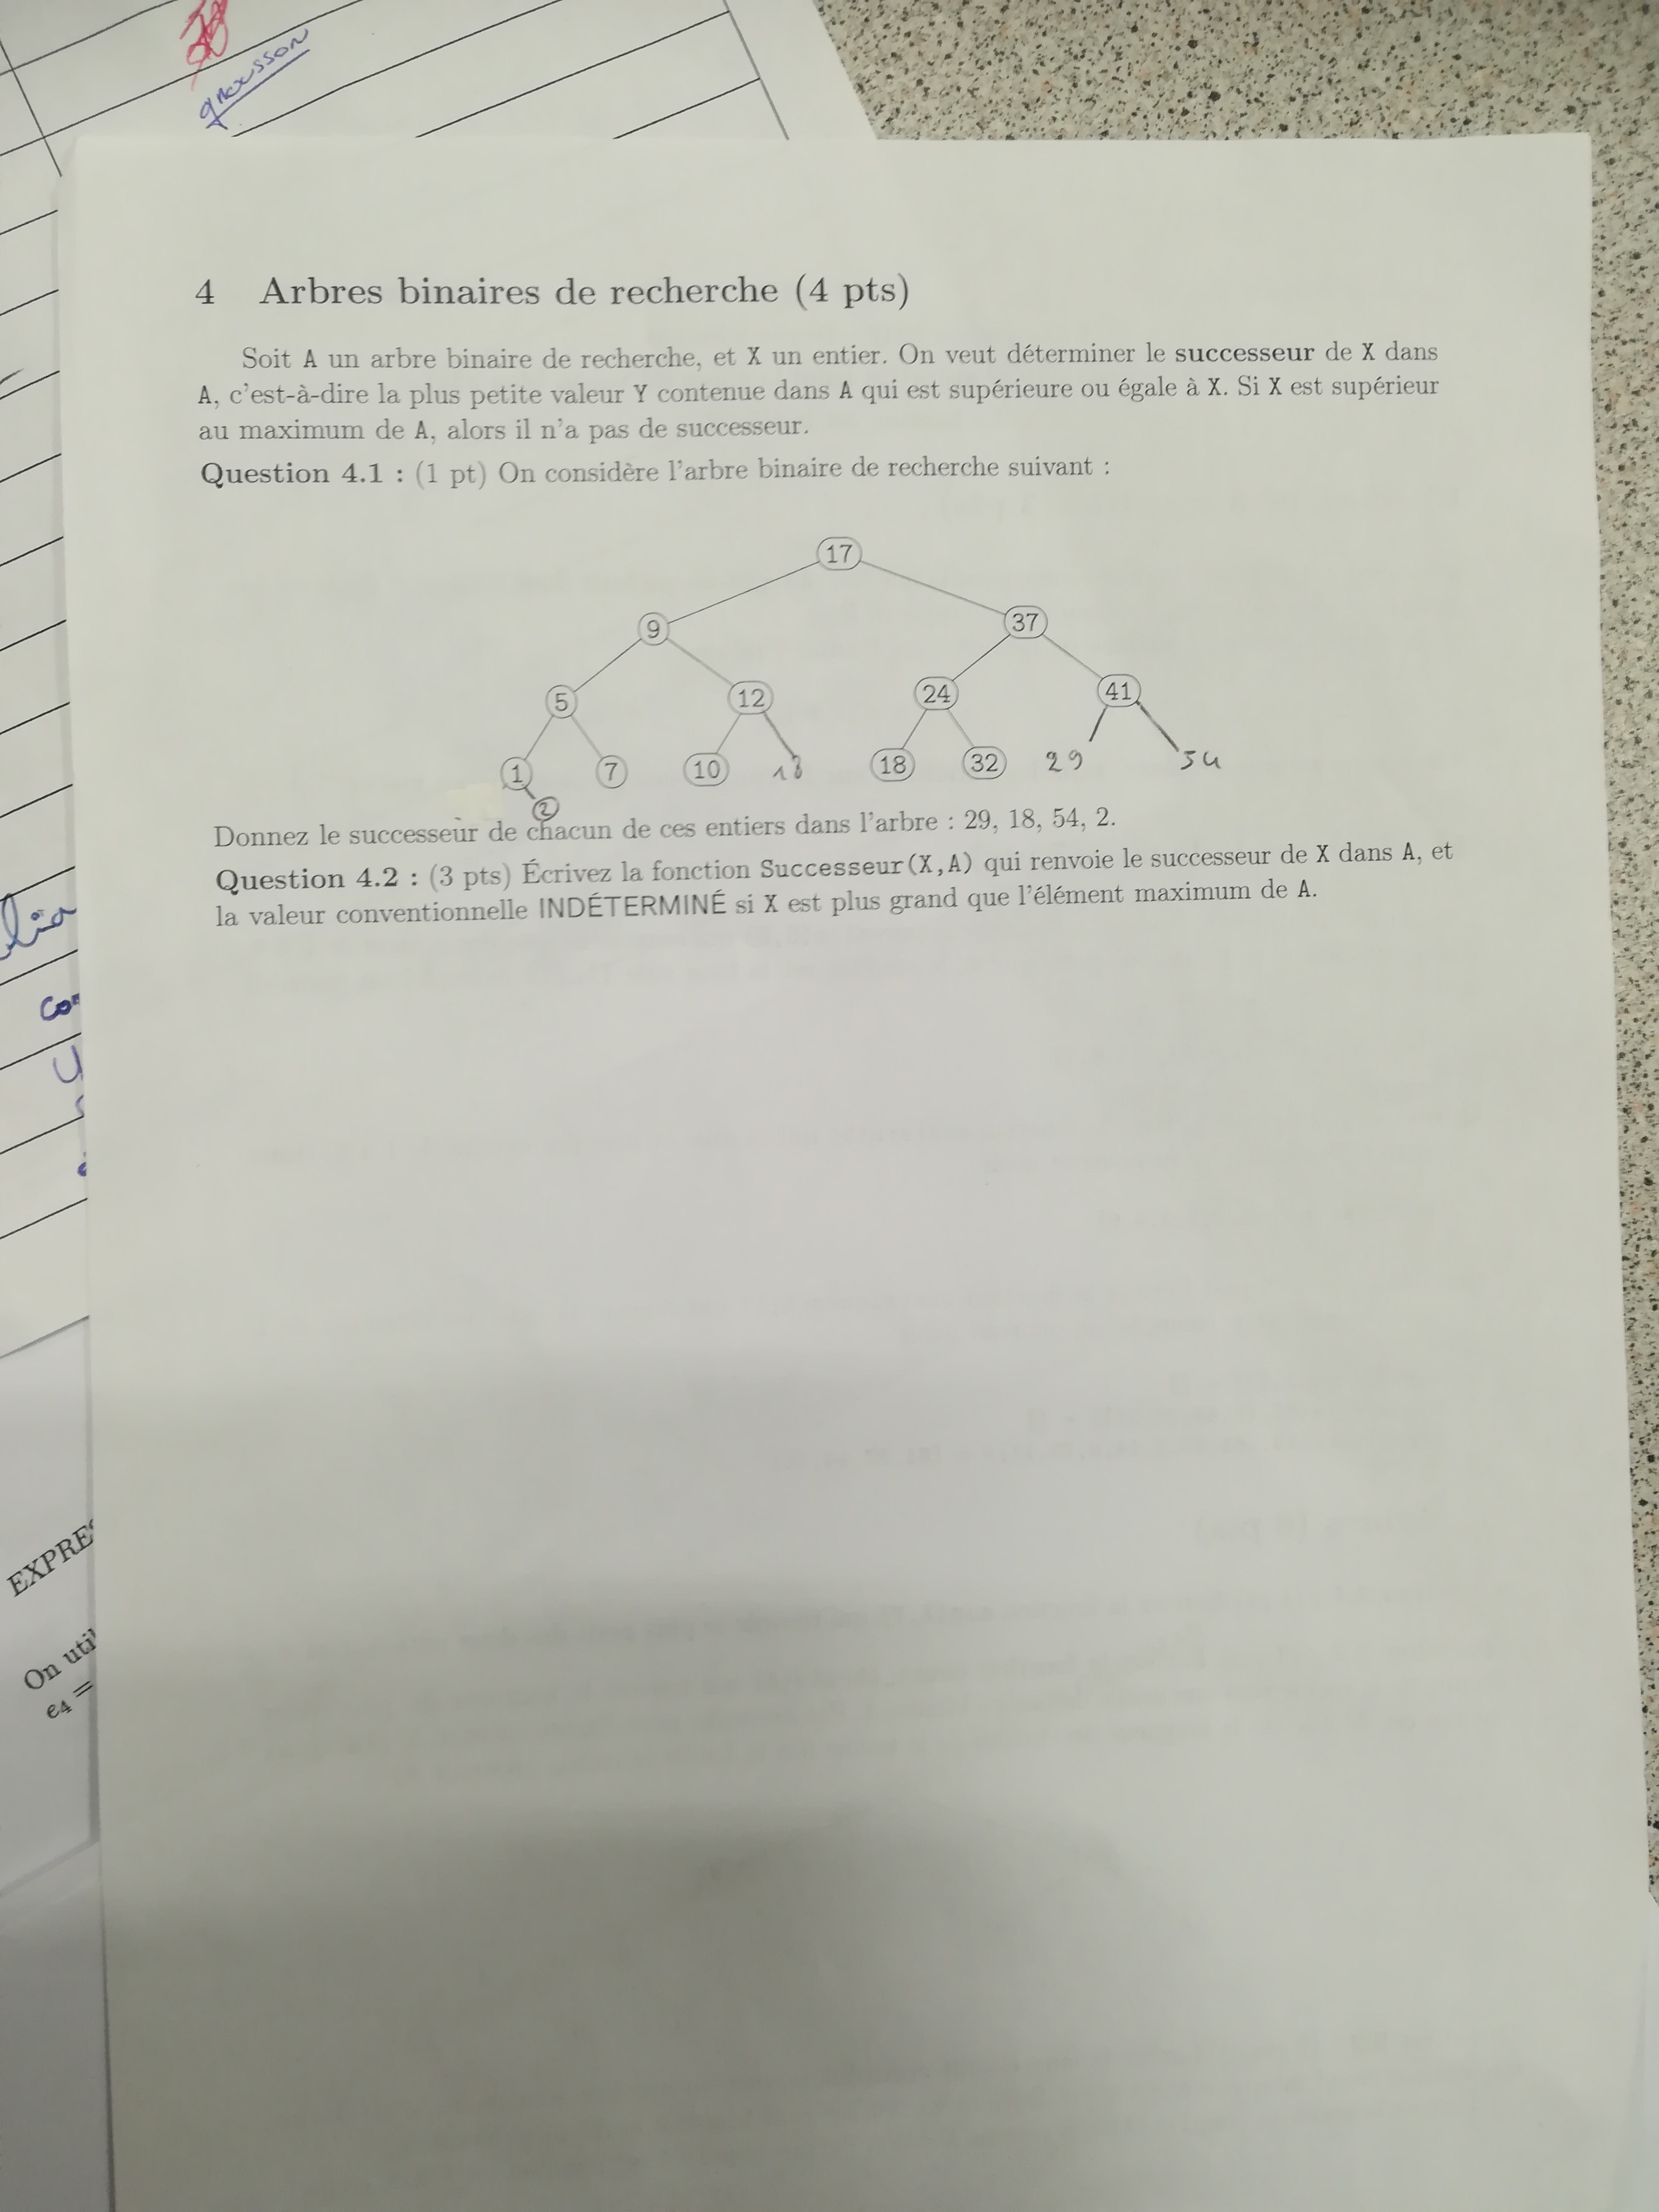 4 Arbres binaires de recherche (4 pts)
Soit A un arbre binaire de recherche, et X un entier. On veut déterminer le successeur de X dans
A, c'est-à-dire la plus petite valeur Y contenue dans A qui est supérieure ou égale à X. Si X est supérieur
au maximum de A, alors il n'a pas de successeur.
Question 4.1 : (1 pt) On considère l'arbre binaire de recherche suivant :
17
9 37
5 12 24 41
1 7 10 18 18 32 29 54
2
Donnez le successeur de chacun de ces entiers dans l'arbre : 29, 18, 54, 2.
Question 4.2 : (3 pts) Écrivez la fonction Successeur(X,A) qui renvoie le successeur de X dans A, et
la valeur conventionnelle INDÉTERMINÉ si X est plus grand que l'élément maximum de A.
EXPRES
On util
e4 =